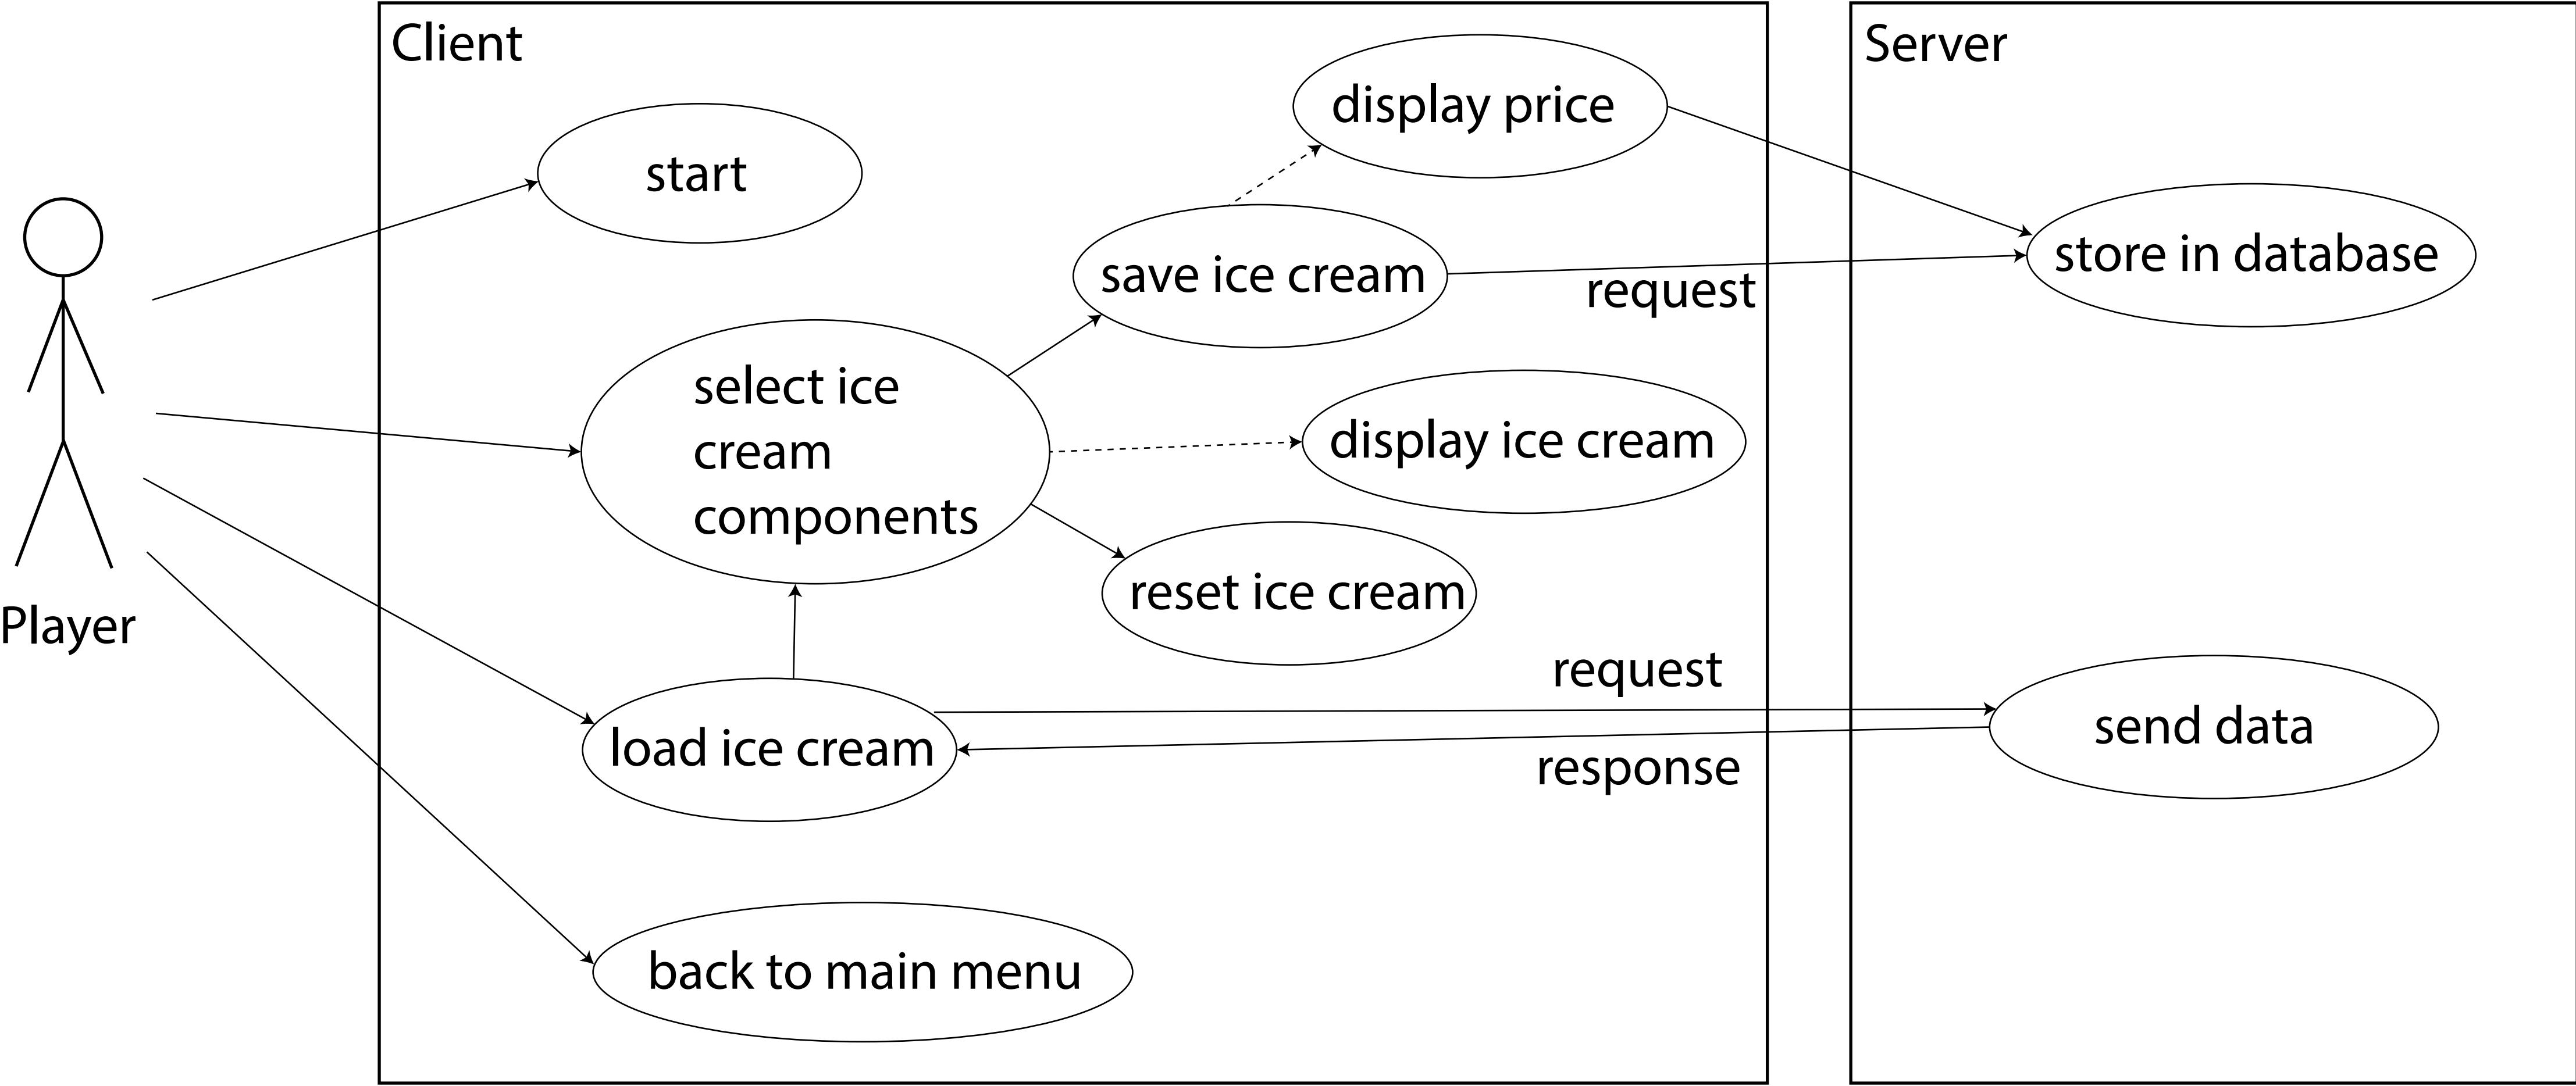 Client
Server
display price
start
store in database
save ice cream
request
select ice
cream
components
display ice cream
reset ice cream
Player
request
send data
load ice cream
response
back to main menu